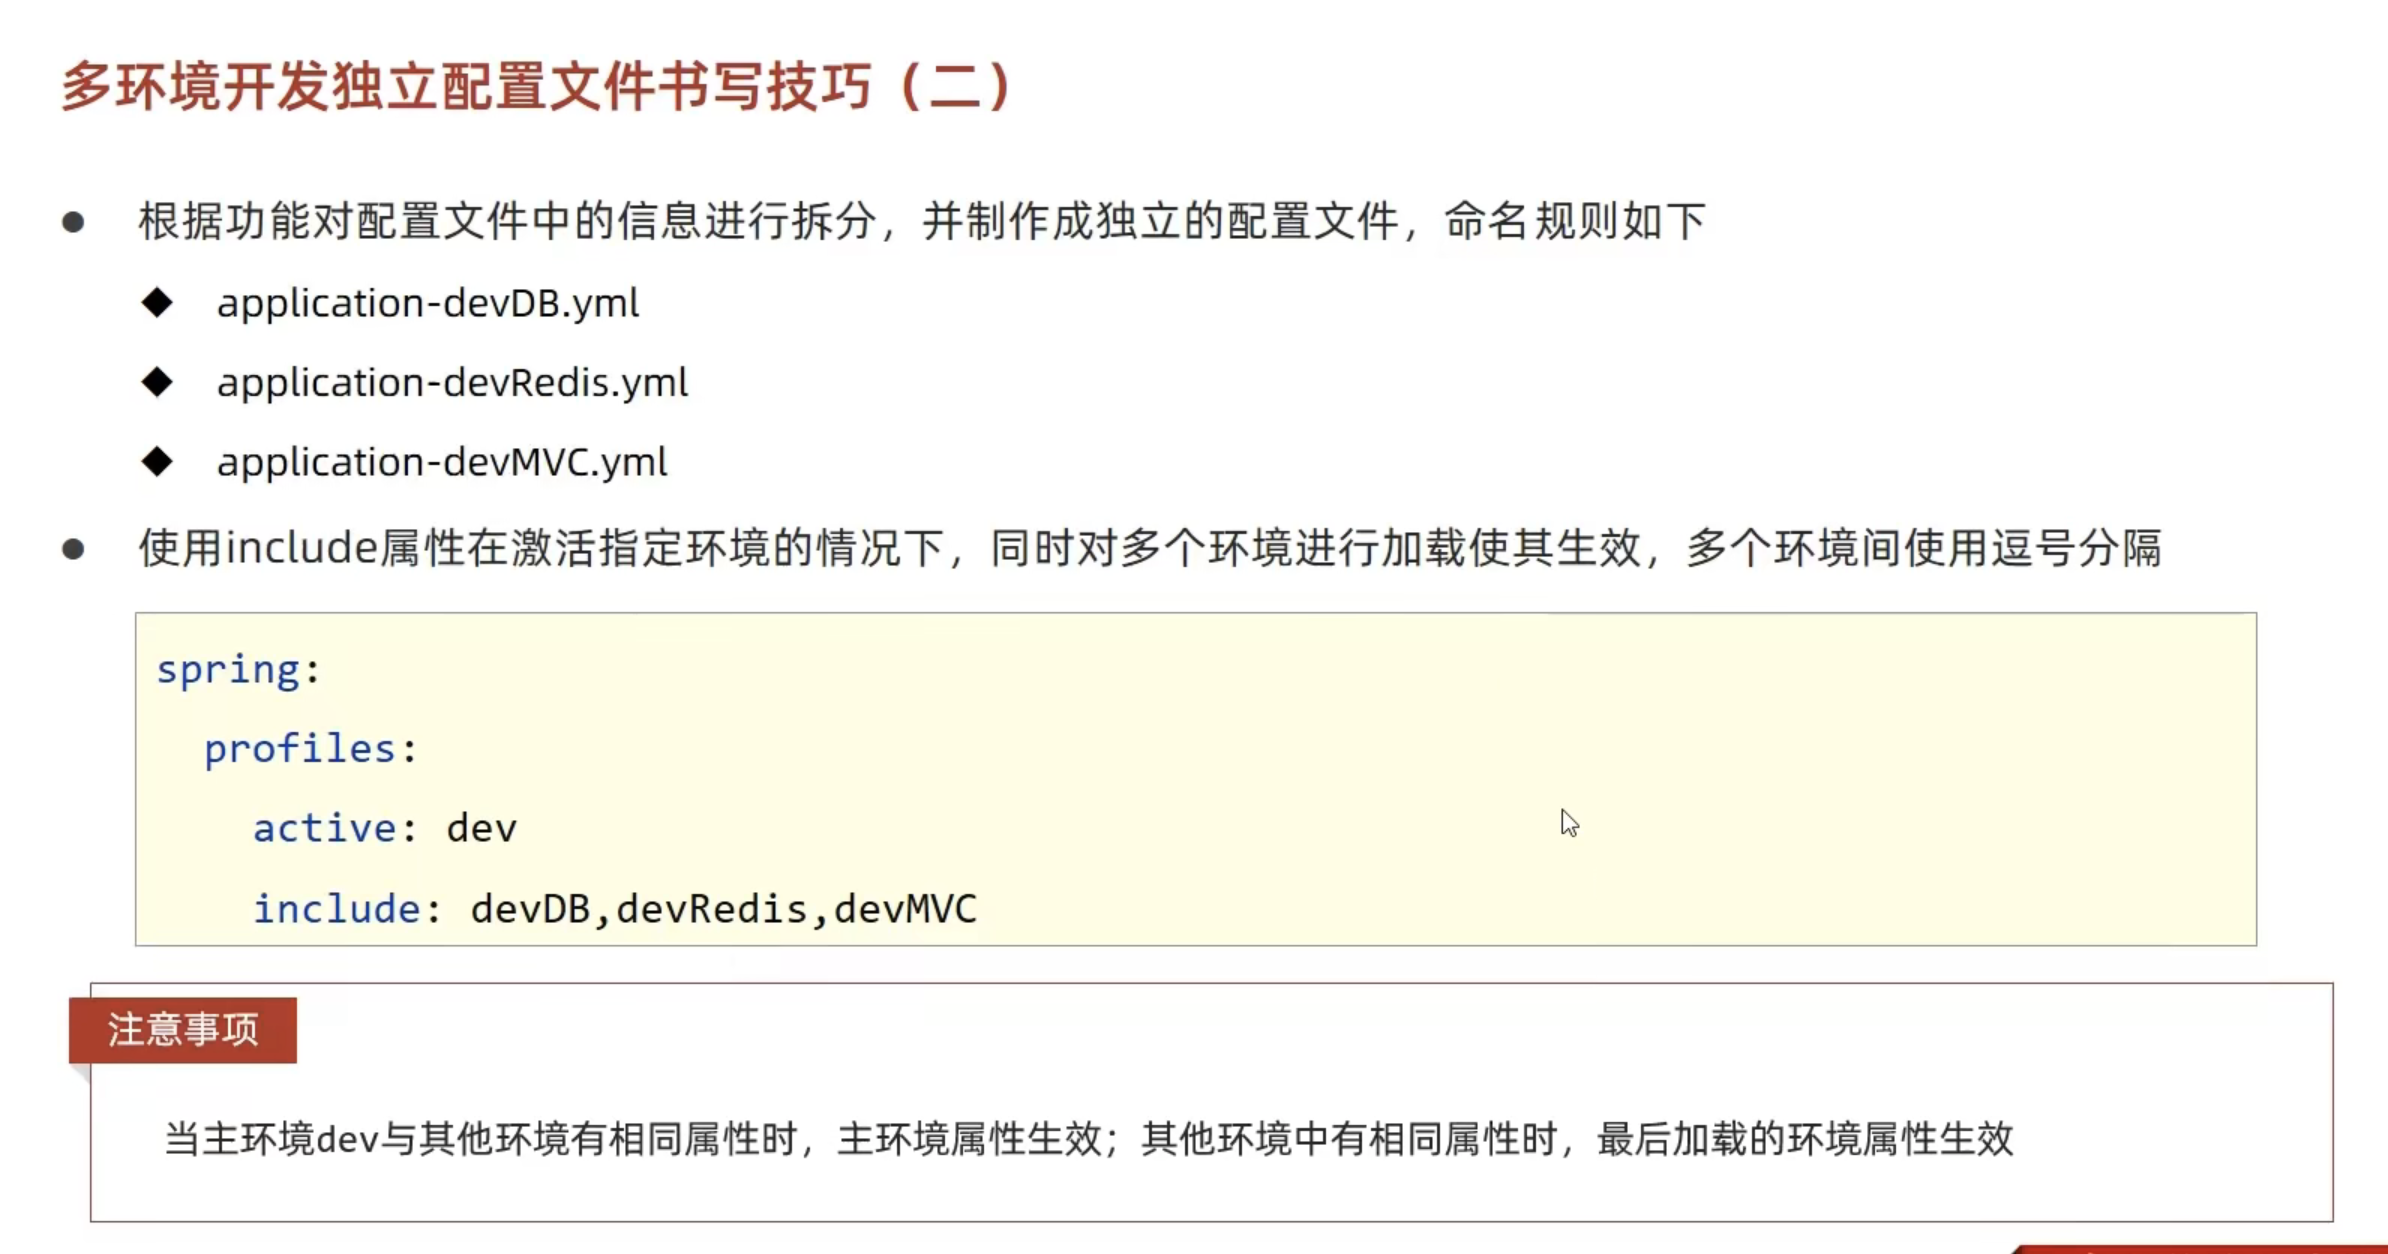 多环境开发独立配置文件书写技巧（二）
根据功能对配置文件中的信息进行拆分，并制作成独立的配置文件，命名规则如下
application-devDB.yml
application-devRedis.yml
application-devMVC.yml
使用include属性在激活指定环境的情况下，同时对多个环境进行加载使其生效，多个环境间使用逗号分隔
spring:
  profiles:
    active: dev
    include: devDB,devRedis,devMVC
注意事项
当主环境dev与其他环境有相同属性时，主环境属性生效；其他环境中有相同属性时，最后加载的环境属性生效